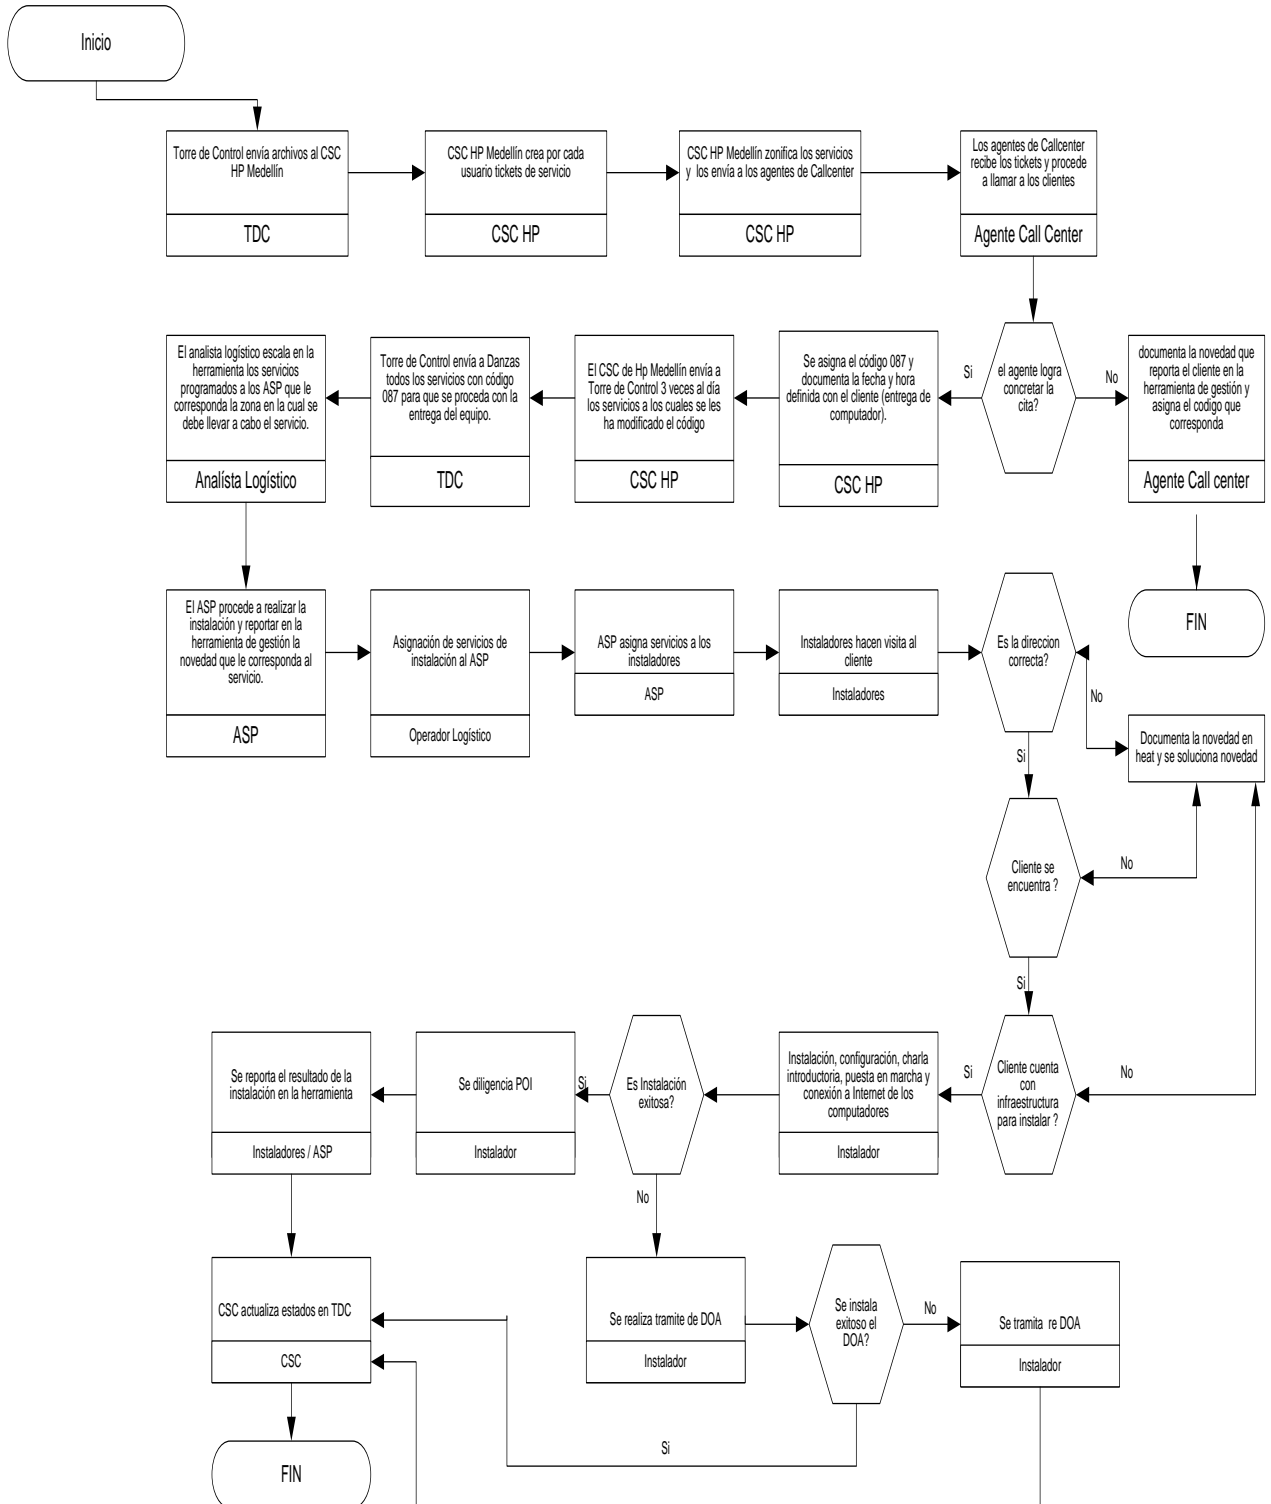 Inicio
Torre de Control envía archivos al CSC
HP Medellín
TDC
CSC HP Medellín crea por cada
usuario tickets de servicio
CSC HP
CSC HP Medellín zonifica los servicios
y los envía a los agentes de Callcenter
CSC HP
Los agentes de Callcenter
recibe los tickets y procede
a llamar a los clientes
Agente Call Center
El analista logístico escala en la
herramienta los servicios
programados a los ASP que le
corresponda la zona en la cual se
debe llevar a cabo el servicio.
Analísta Logístico
Torre de Control envía a Danzas
todos los servicios con código
087 para que se proceda con la
entrega del equipo.
TDC
El CSC de Hp Medellín envía a
Torre de Control 3 veces al día
los servicios a los cuales se les
ha modificado el código
CSC HP
Se asigna el código 087 y
documenta la fecha y hora
definida con el cliente (entrega de
computador).
CSC HP
Si
el agente logra
concretar la
cita?
No
documenta la novedad que
reporta el cliente en la
herramienta de gestión y
asigna el codigo que
corresponda
Agente Call center
FIN
El ASP procede a realizar la
instalación y reportar en la
herramienta de gestión la
novedad que le corresponda al
servicio.
ASP
Asignación de servicios de
instalación al ASP
Operador Logístico
ASP asigna servicios a los
instaladores
ASP
Instaladores hacen visita al
cliente
Instaladores
Es la direccion
correcta?
No
Si
Documenta la novedad en
heat y se soluciona novedad
Cliente se
encuentra ?
No
Si
Cliente cuenta
con
infraestructura
para instalar ?
No
Si
Instalación, configuración, charla
introductoria, puesta en marcha y
conexión a Internet de los
computadores
Instalador
Es Instalación
exitosa?
Si
No
Se diligencia POI
Instalador
Se reporta el resultado de la
instalación en la herramienta
Instaladores / ASP
CSC actualiza estados en TDC
CSC
Se realiza tramite de DOA
Instalador
Se instala
exitoso el
DOA?
No
Se tramita re DOA
Instalador
Si
FIN